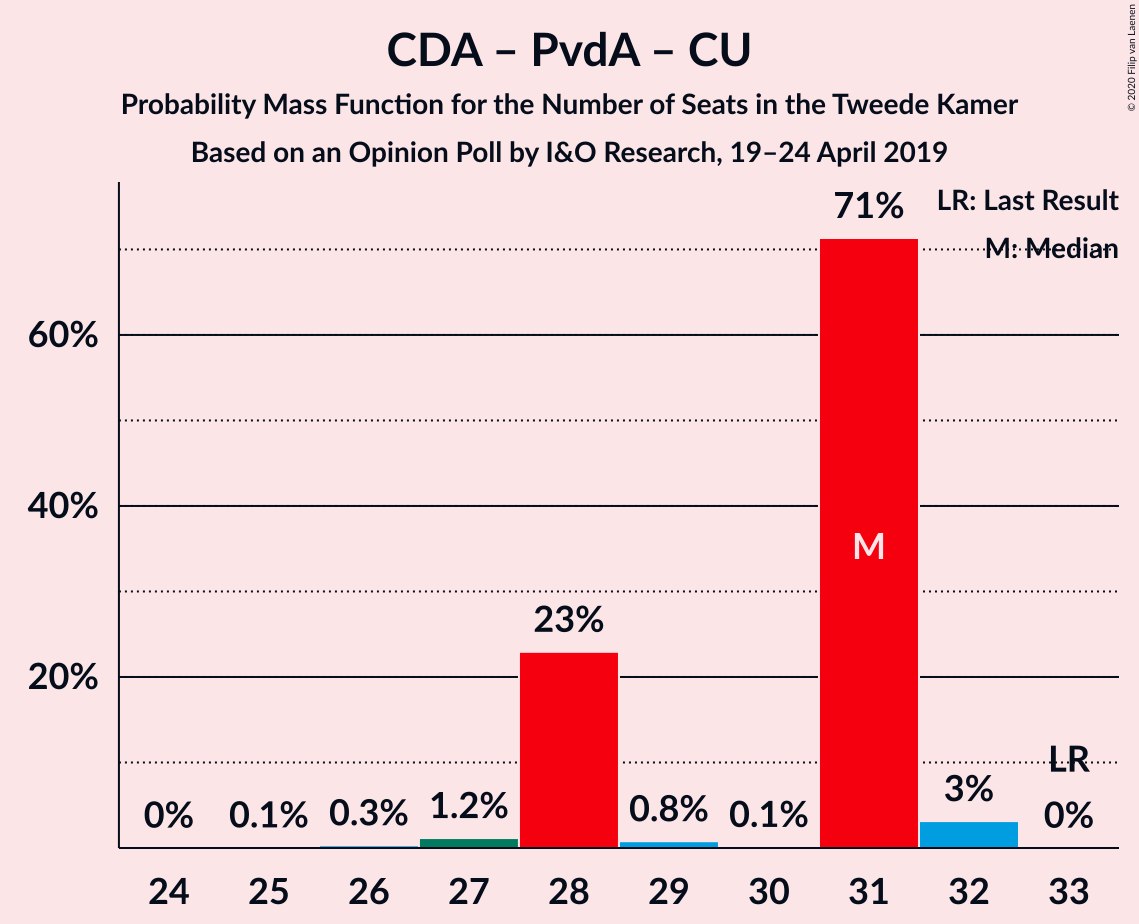 CDA – PvdA – CU
Probability Mass Function for the Number of Seats in the Tweede Kamer
Based on an Opinion Poll by I&O Research, 19–24 April 2019
© 2020 Filip van Laenen
LR: Last Result
M: Median
60%
40%
20%
0%
0.1%
0.3%
1.2%
23%
0.8%
0.1%
71%
M
3%
LR
0%
24 25 26 27 28 29 30 31 32 33